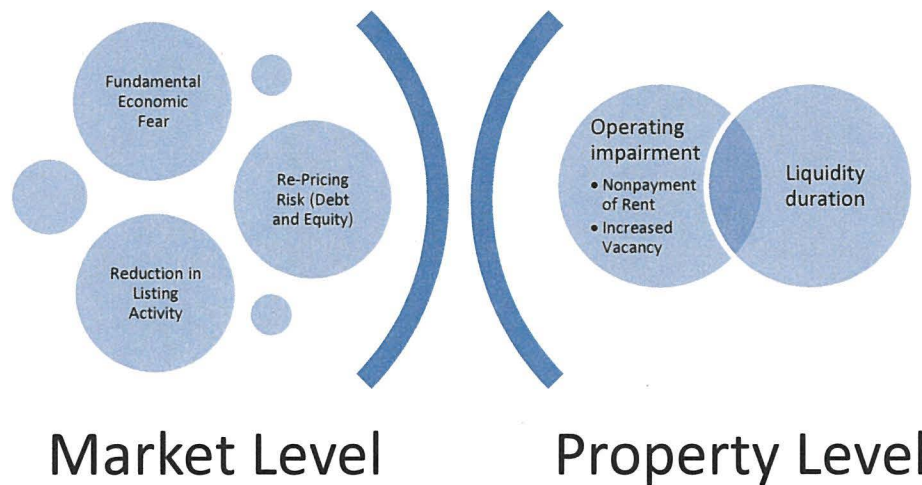 Fundamental
Economic
Fear
Re-Pricing
Risk (Debt
and Equity)
Reduction in
Listing
Activity
Market Level
Operating
impairment
• Nonpayment
of Rent
• Increased
Vacancy
Liquidity
duration
Property Level